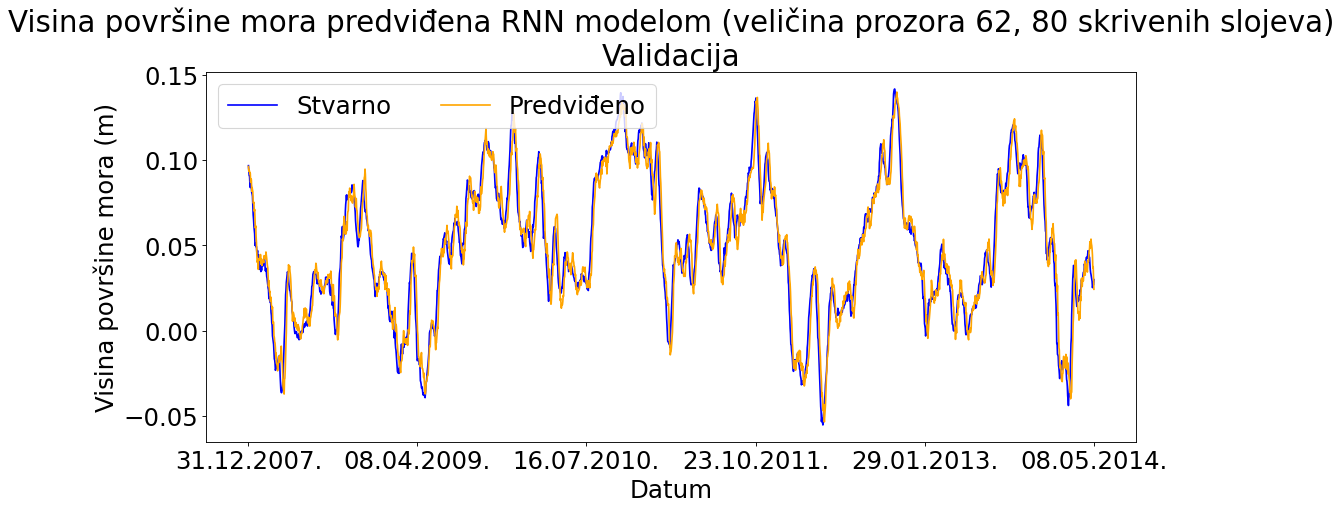 Visina površine mora predviđena RNN modelom (veličina prozora 62, 80 skrivenih slojeva)
Validacija
Stvarno Predviđeno
Visina površine mora (m)
0.15
0.10
0.05
0.00
−0.05
31.12.2007. 08.04.2009. 16.07.2010. 23.10.2011. 29.01.2013. 08.05.2014.
Datum